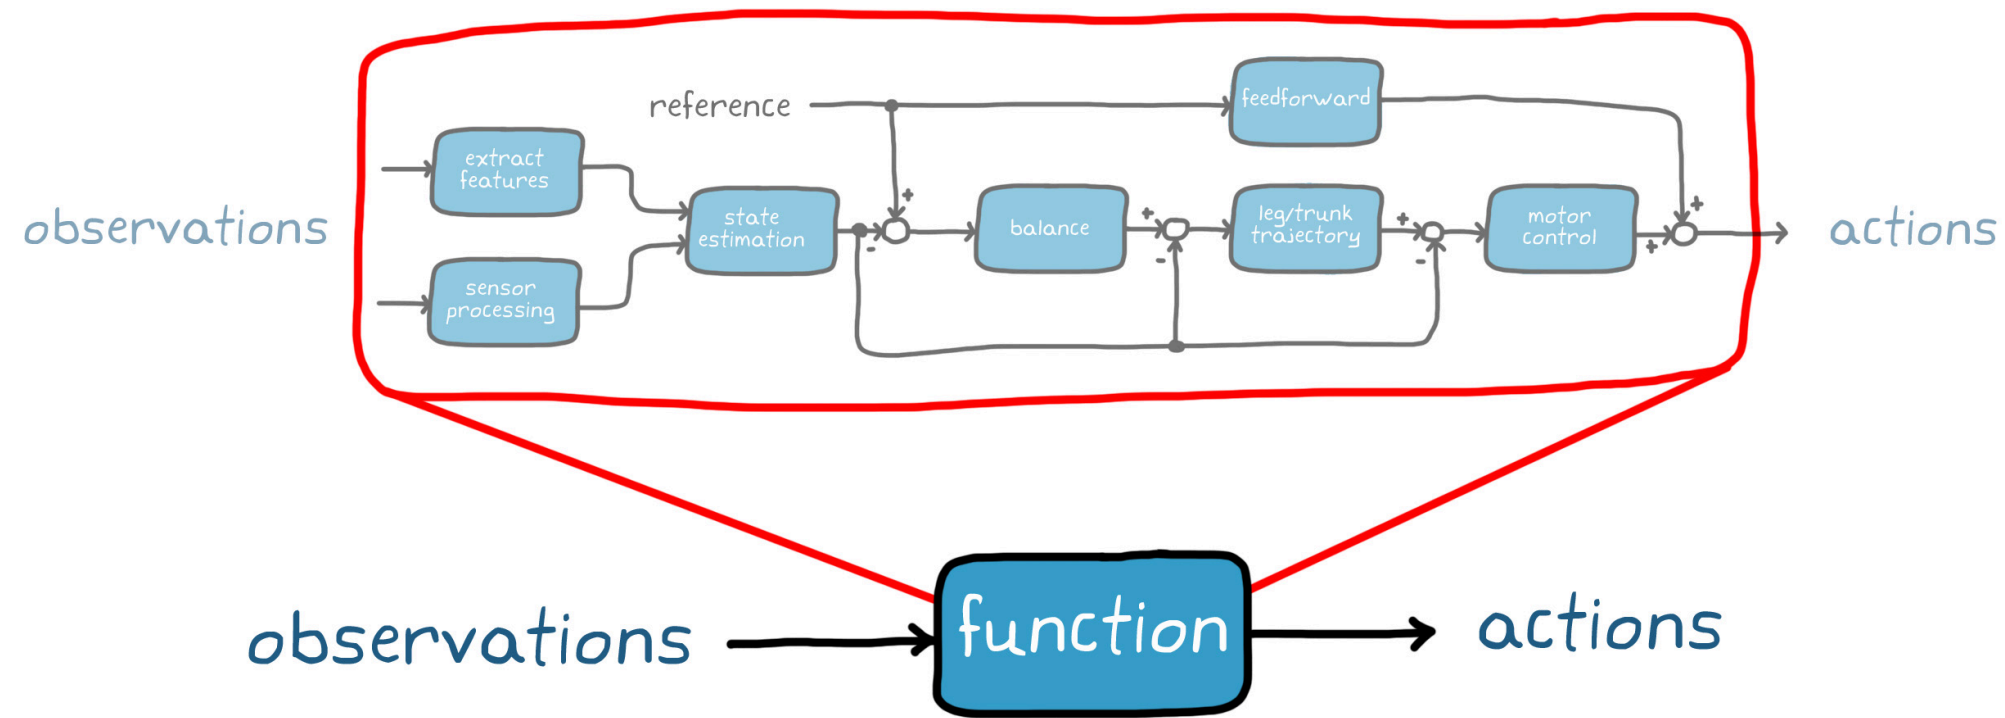 reference
feedforward
extract
features
observations
state
estimation
+
-
balance
+
-
leg/trunk
trajectory
+
-
motor
control
+
+
actions
sensor
processing
observations
function
actions